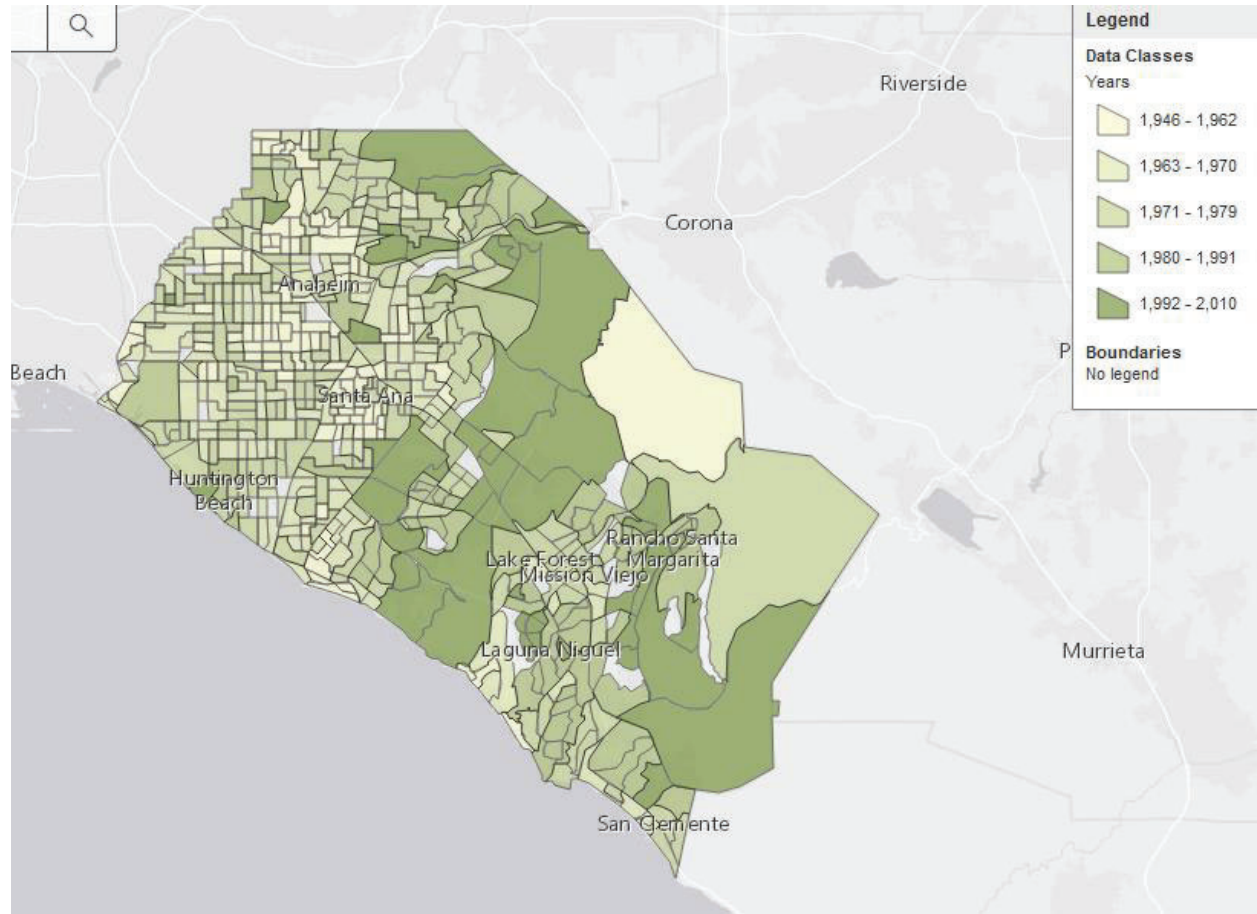 Legend
Data Classes
Years
1,946 - 1,962
1,963 - 1,970
1,971 - 1,979
1,980 - 1,991
1,992 - 2,010
Boundaries
No legend
Riverside
Corona
P
Anaheim
Beach
Santa Ana
Huntington
Beach
Rancho Santa
Margarita
Lake Forest
Mission Viejo
Laguna Niguel
Murrieta
San Clemente